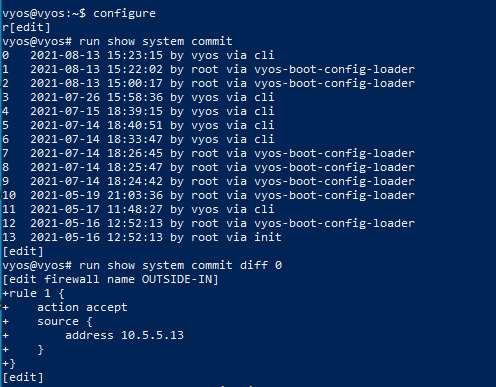 vyos@vyos:~$ configure
r[edit]
vyos@vyos# run show system commit
0   2021-08-13 15:23:15 by vyos via cli
1   2021-08-13 15:22:02 by root via vyos-boot-config-loader
2   2021-08-13 15:00:17 by root via vyos-boot-config-loader
3   2021-07-26 15:58:36 by vyos via cli
4   2021-07-15 18:39:15 by vyos via cli
5   2021-07-14 18:40:51 by vyos via cli
6   2021-07-14 18:33:47 by vyos via cli
7   2021-07-14 18:26:45 by root via vyos-boot-config-loader
8   2021-07-14 18:25:47 by root via vyos-boot-config-loader
9   2021-07-14 18:24:42 by root via vyos-boot-config-loader
10  2021-05-19 21:03:36 by root via vyos-boot-config-loader
11  2021-05-17 11:48:27 by vyos via cli
12  2021-05-16 12:52:13 by root via vyos-boot-config-loader
13  2021-05-16 12:52:13 by root via init
[edit]
vyos@vyos# run show system commit diff 0
[edit firewall name OUTSIDE-IN]
+rule 1 {
+    action accept
+    source {
+        address 10.5.5.13
+    }
+}
[edit]